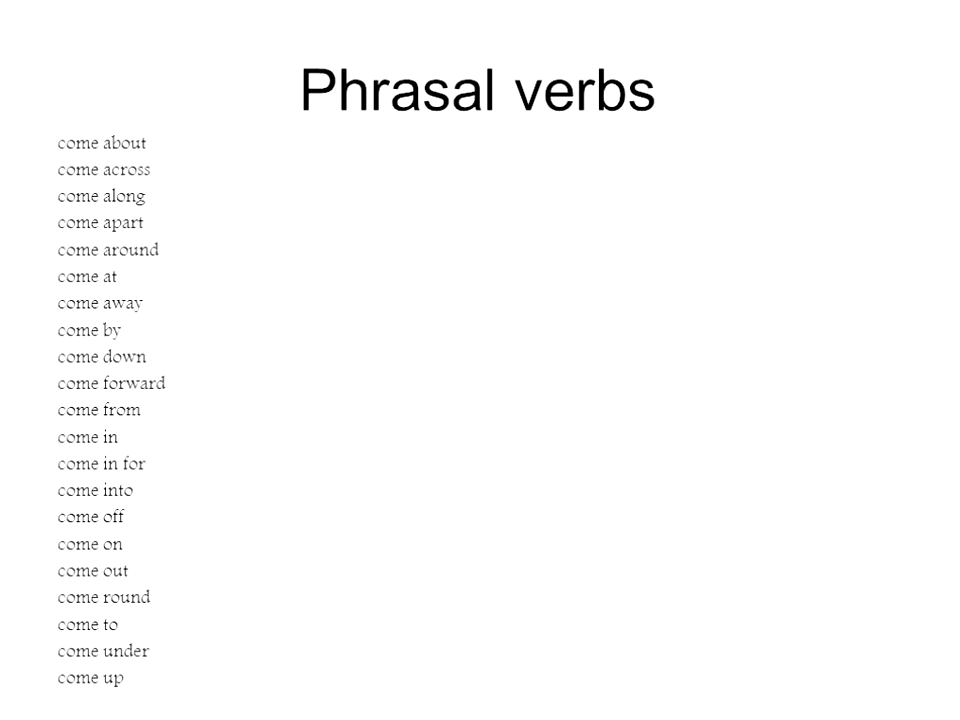 Phrasal verbs
come about
come across
come along
come apart
come around
come at
come away
come by
come down
come forward
come from
come in
come in for
come into
come off
come on
come out
come round
come to
come under
come up